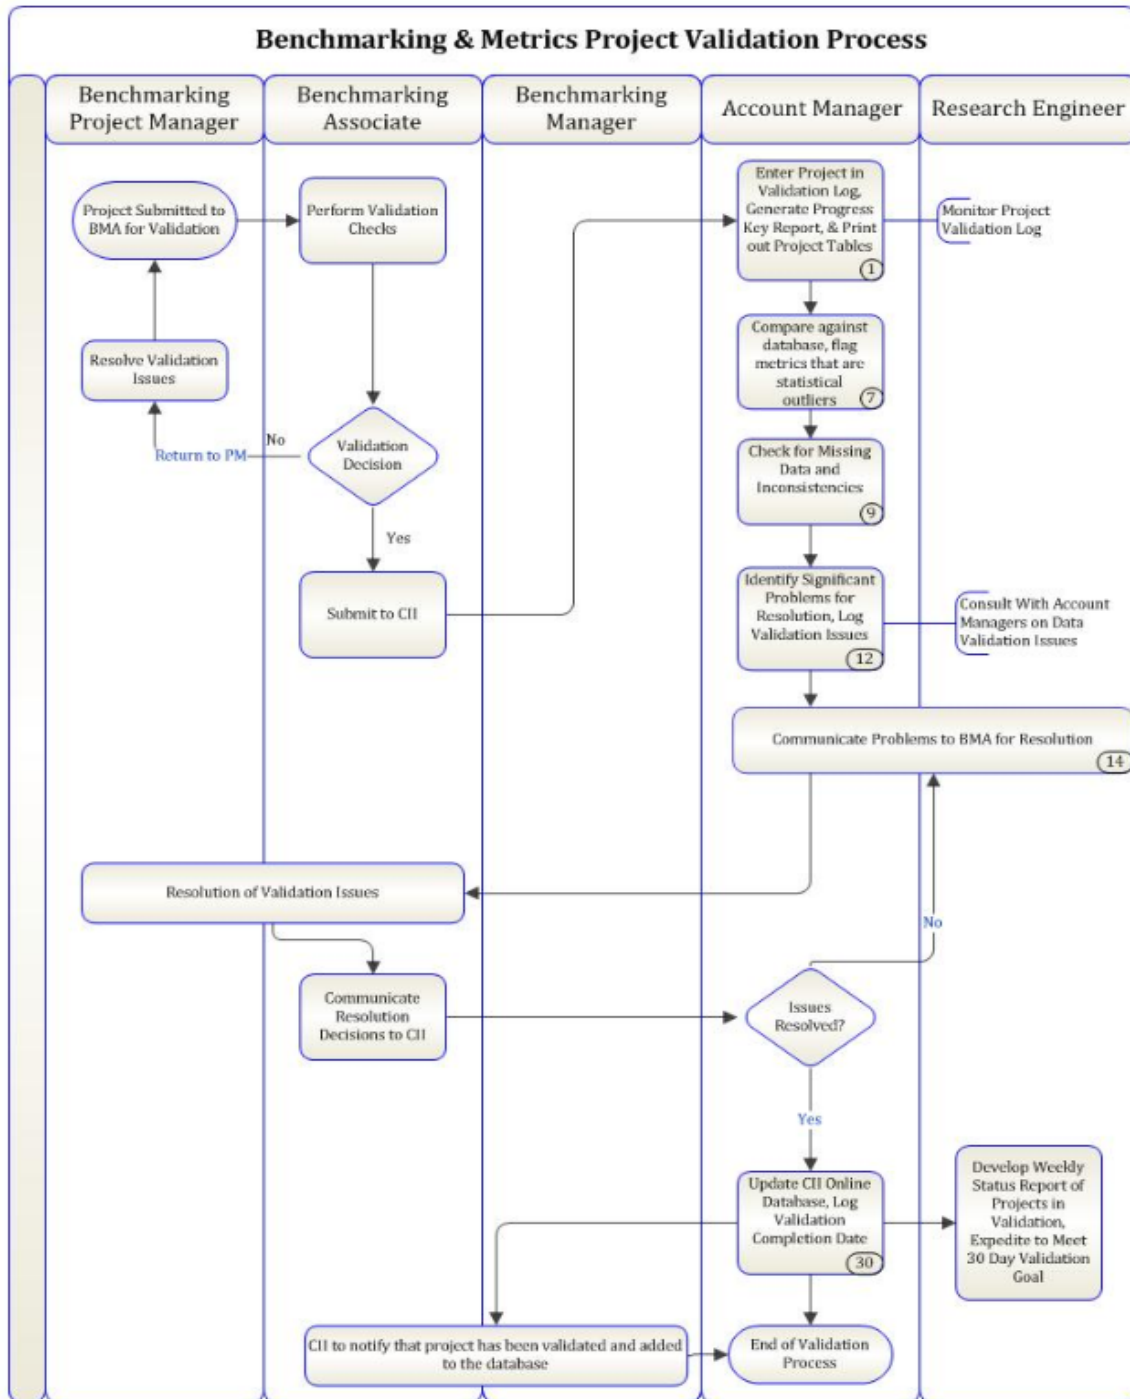 Benchmarking & Metrics Project Validation Process
Benchmarking
Project Manager
Benchmarking
Associate
Benchmarking
Manager
Account Manager
Research Engineer
Project Submitted to
BMA for Validation
Perform Validation
Checks
Enter Project in
Validation Log,
Generate Progress
Key Report, & Print
out Project Tables
1
Monitor Project
Validation Log
Compare against
database, flag
metrics that are
statistical
outliers
7
Resolve Validation
Issues
Return to PM
No
Validation
Decision
Yes
Check for Missing
Data and
Inconsistencies
9
Submit to CII
Identify Significant
Problems for
Resolution, Log
Validation Issues
12
Consult With Account
Managers on Data
Validation Issues
Communicate Problems to BMA for Resolution
14
Resolution of Validation Issues
No
Communicate
Resolution
Decisions to CII
Issues
Resolved?
Yes
Update CII Online
Database, Log
Validation
Completion Date
30
Develop Weekly
Status Report of
Projects in
Validation,
Expedite to Meet
30 Day Validation
Goal
CII to notify that project has been validated and added
to the database
End of Validation
Process